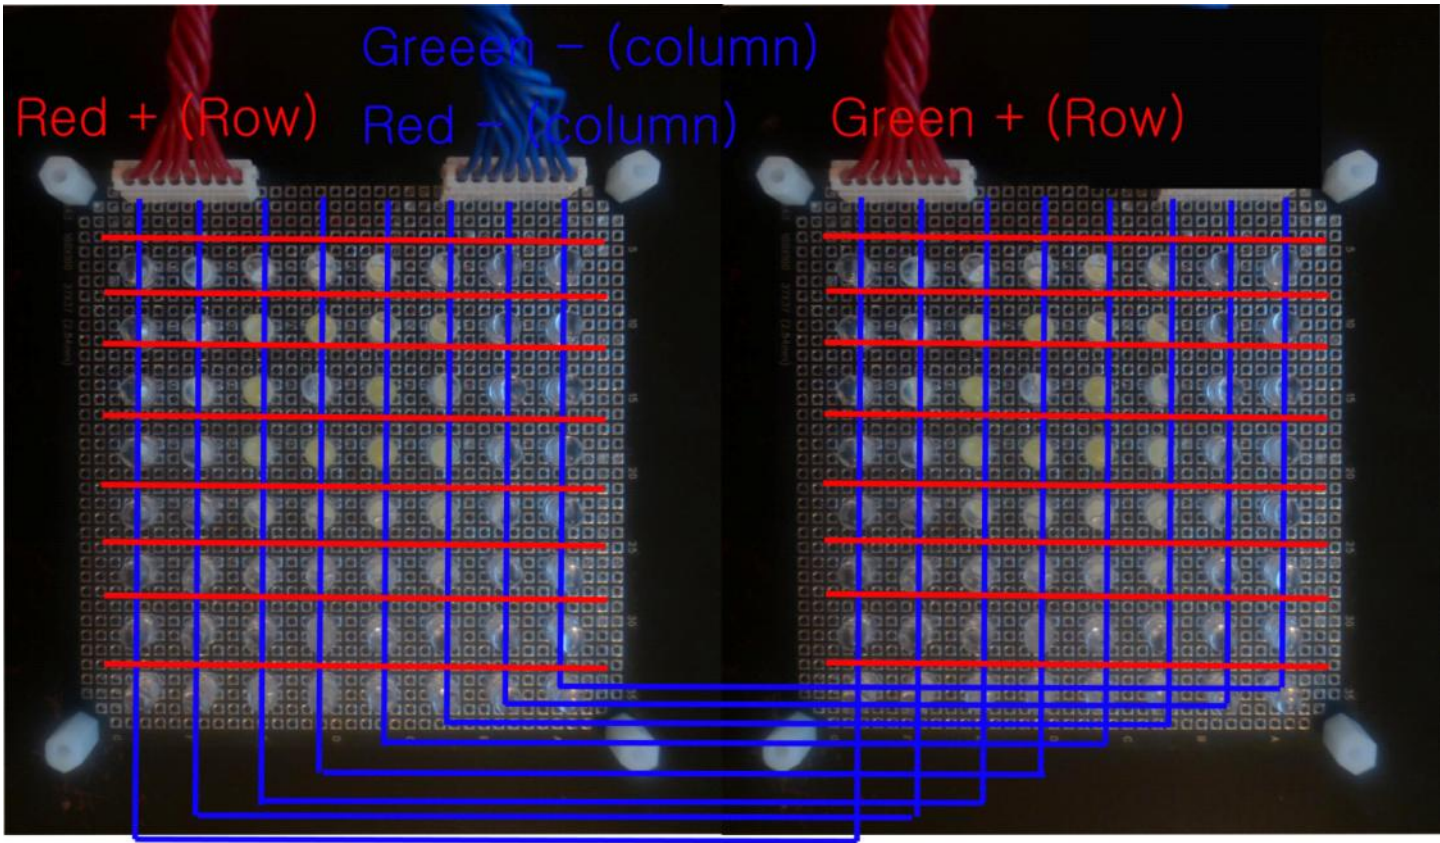 Greeen - (column)
Red + (Row)
Red - (column)
Green + (Row)